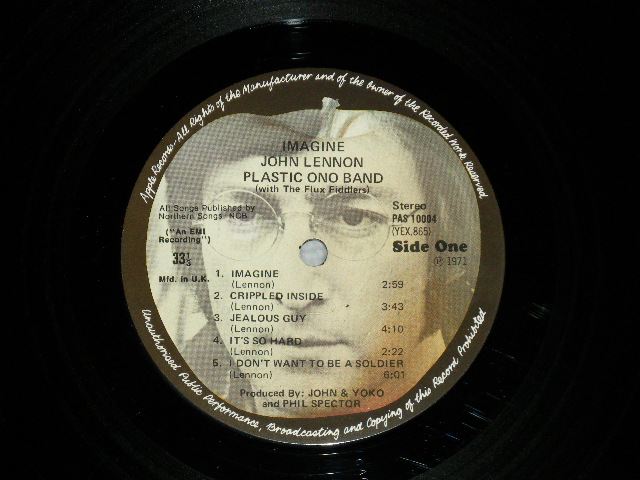 Apple Records-All Rights of the Manufacturer and of the Owner of the Recorded Work Reserved
IMAGINE
JOHN LENNON
PLASTIC ONO BAND
(with The Flux Fiddlers)
All Songs Published by
Northern Songs NCB
("An EMI
Recording")
33⅓
Mfd. in U.K.
Stereo
PAS 10004
(YEX.865)
Side One
℗ 1971
1. IMAGINE
(Lennon) 2:59
2. CRIPPLED INSIDE
(Lennon) 3:43
3. JEALOUS GUY
(Lennon) 4:10
4. IT'S SO HARD
(Lennon) 2:22
5. I DON'T WANT TO BE A SOLDIER
(Lennon) 6:01
Produced By: JOHN & YOKO
and PHIL SPECTOR
Unauthorised Public Performance, Broadcasting and Copying of this Record Prohibited